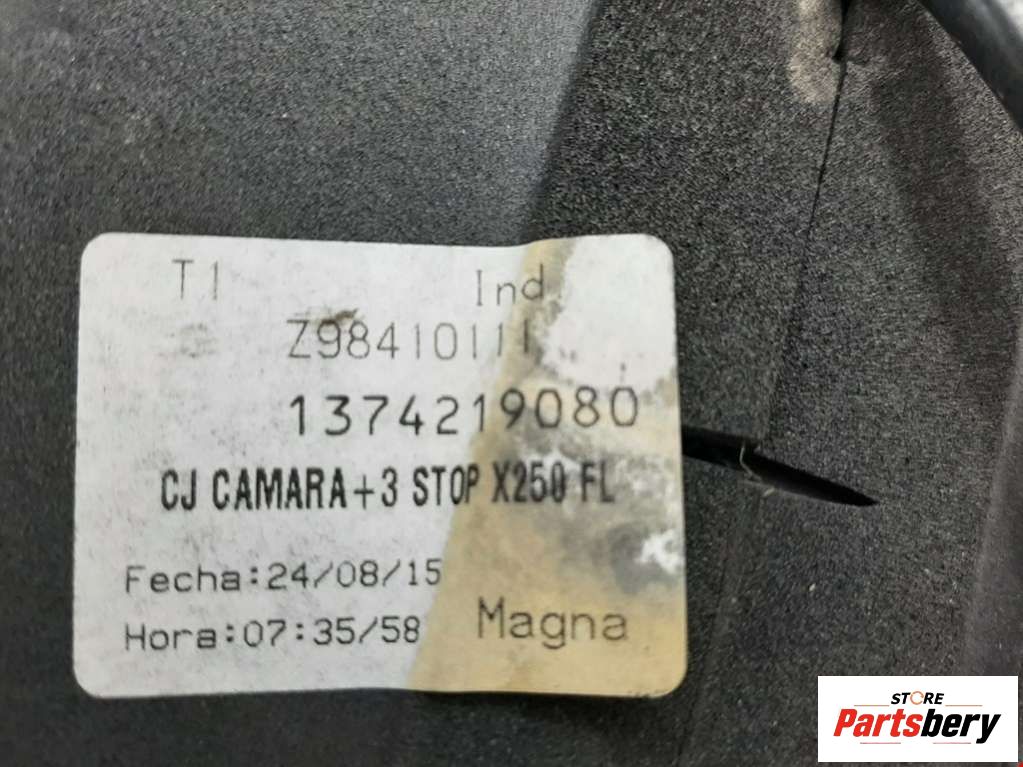 T1 Ind
Z98410111
1374219080
CJ CAMARA+3 STOP X250 FL
Fecha:24/08/15
Hora:07:35/58 Magna
STORE
Partsbery